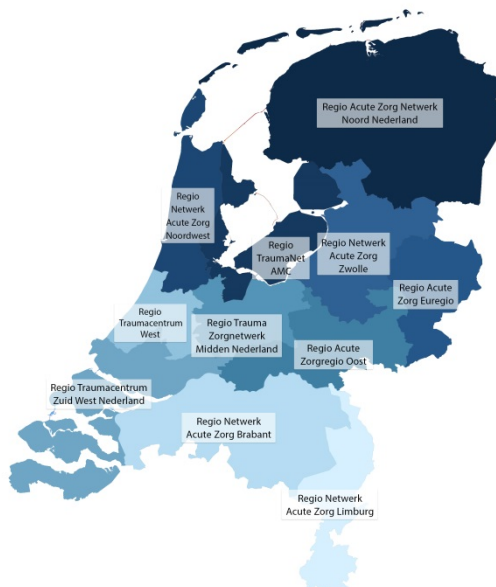 Regio Acute Zorg Netwerk
Noord Nederland
Regio
Netwerk
Acute Zorg
Noordwest
Regio
TraumaNet
AMC
Regio Netwerk
Acute Zorg
Zwolle
Regio Acute
Zorg Euregio
Regio
Traumacentrum
West
Regio Trauma
Zorgnetwerk
Midden Nederland
Regio Acute
Zorgregio Oost
Regio Traumacentrum
Zuid West Nederland
Regio Netwerk
Acute Zorg Brabant
Regio Netwerk
Acute Zorg Limburg